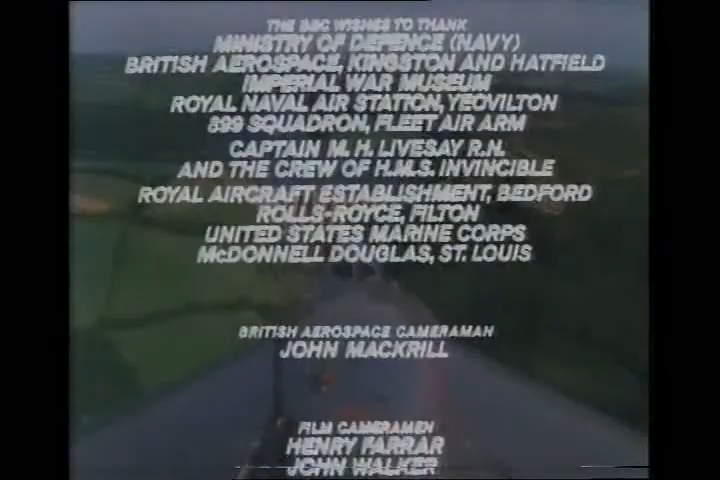 THE BBC WISHES TO THANK
MINISTRY OF DEFENCE (NAVY)
BRITISH AEROSPACE, KINGSTON AND HATFIELD
IMPERIAL WAR MUSEUM
ROYAL NAVAL AIR STATION, YEOVILTON
899 SQUADRON, FLEET AIR ARM
CAPTAIN M. H. LIVESAY R.N.
AND THE CREW OF H.M.S. INVINCIBLE
ROYAL AIRCRAFT ESTABLISHMENT, BEDFORD
ROLLS-ROYCE, FILTON
UNITED STATES MARINE CORPS
McDONNELL DOUGLAS, ST. LOUIS
BRITISH AEROSPACE CAMERAMAN
JOHN MACKRILL
FILM CAMERAMEN
HENRY FARRAR
JOHN WALKER